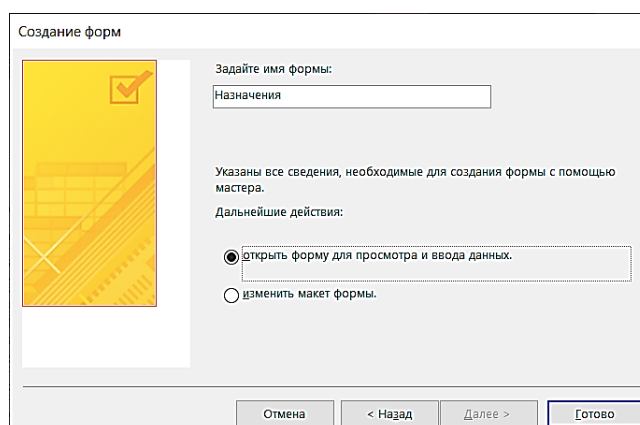 Создание форм
Задайте имя формы:
Назначения
Указаны все сведения, необходимые для создания формы с помощью
мастера.
Дальнейшие действия:
открыть форму для просмотра и ввода данных.
изменить макет формы.
Отмена
< Назад
Далее >
Готово